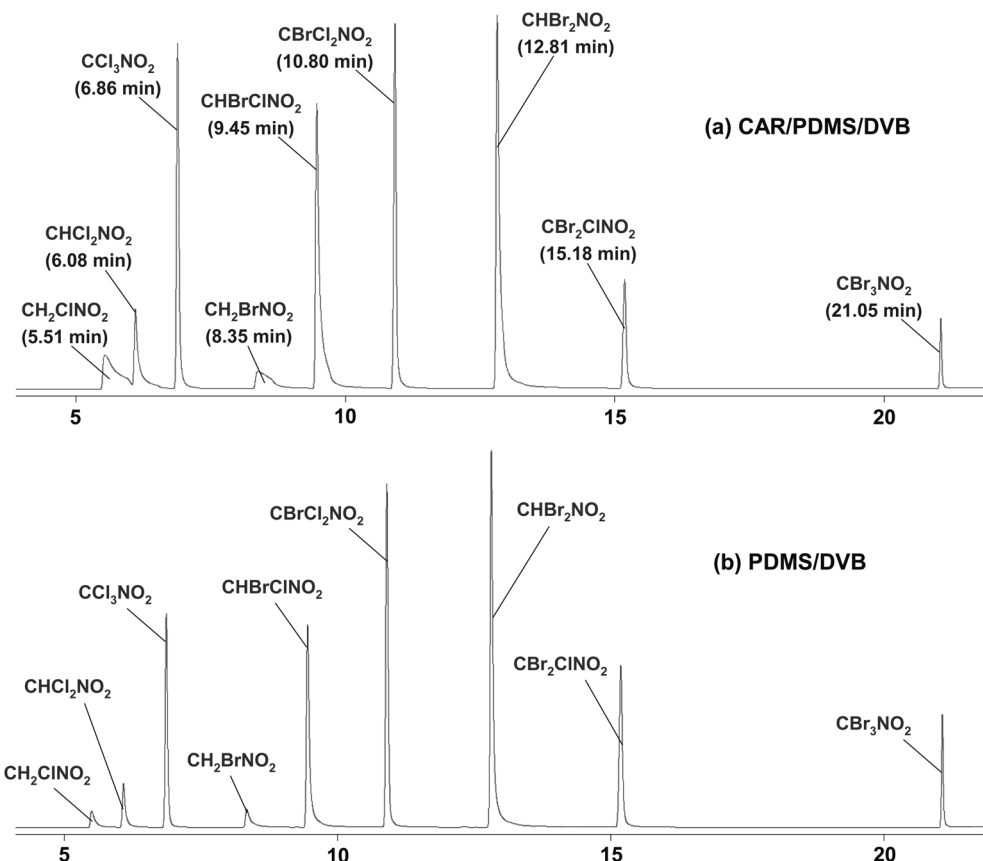 CHBr₂NO₂
(12.81 min)
CBrCl₂NO₂
(10.80 min)
CCl₃NO₂
(6.86 min)
CHBrClNO₂
(9.45 min)
(a) CAR/PDMS/DVB
CHCl₂NO₂
(6.08 min)
CBr₂ClNO₂
(15.18 min)
CH₂ClNO₂
(5.51 min)
CH₂BrNO₂
(8.35 min)
CBr₃NO₂
(21.05 min)
5 10 15 20
CBrCl₂NO₂
CHBr₂NO₂
(b) PDMS/DVB
CCl₃NO₂
CHBrClNO₂
CBr₂ClNO₂
CHCl₂NO₂
CBr₃NO₂
CH₂ClNO₂
CH₂BrNO₂
5 10 15 20